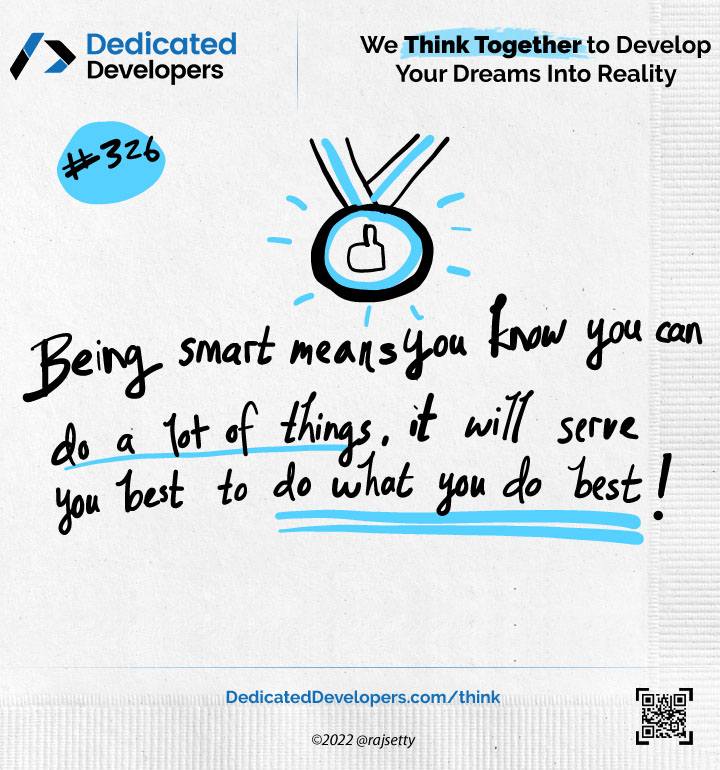 Dedicated
Developers
We Think Together to Develop
Your Dreams Into Reality
#326
Being smart means you know you can
do a lot of things. it will serve
you best to do what you do best!
DedicatedDevelopers.com/think
©2022 @rajsetty